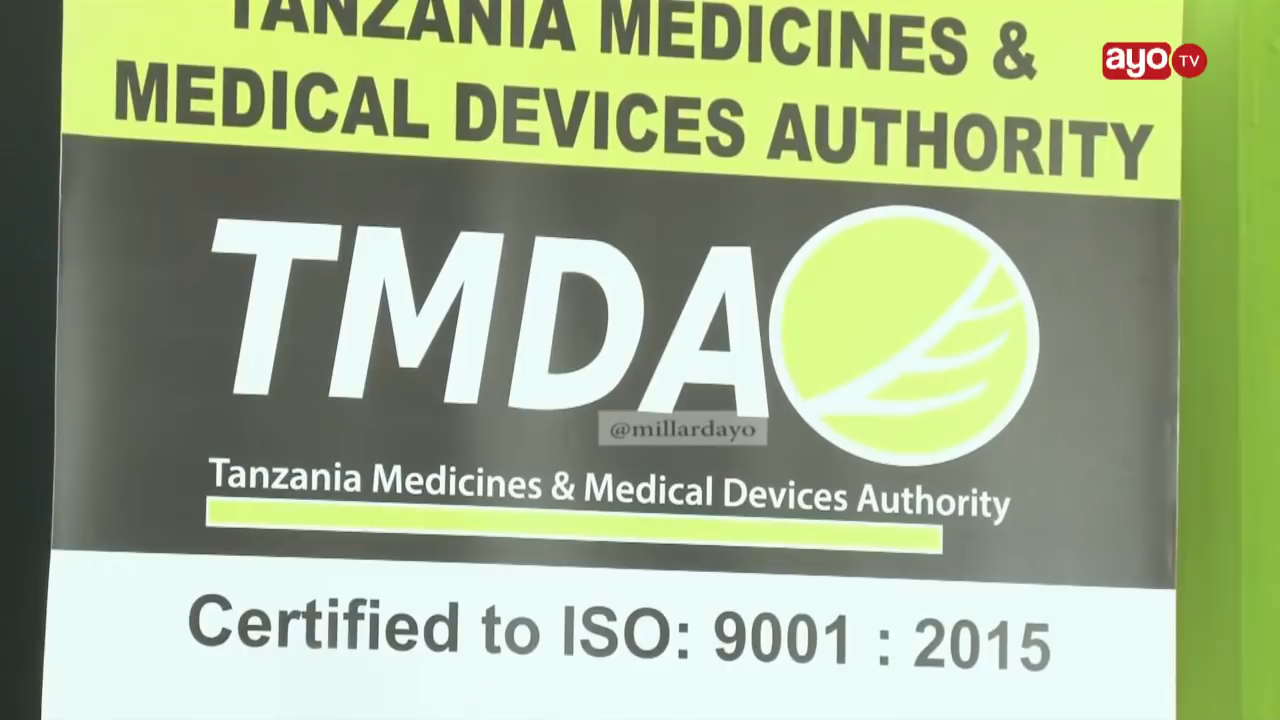 TANZANIA MEDICINES &
MEDICAL DEVICES AUTHORITY
ayo TV
TMDA
@millardayo
Tanzania Medicines & Medical Devices Authority
Certified to ISO: 9001 : 2015